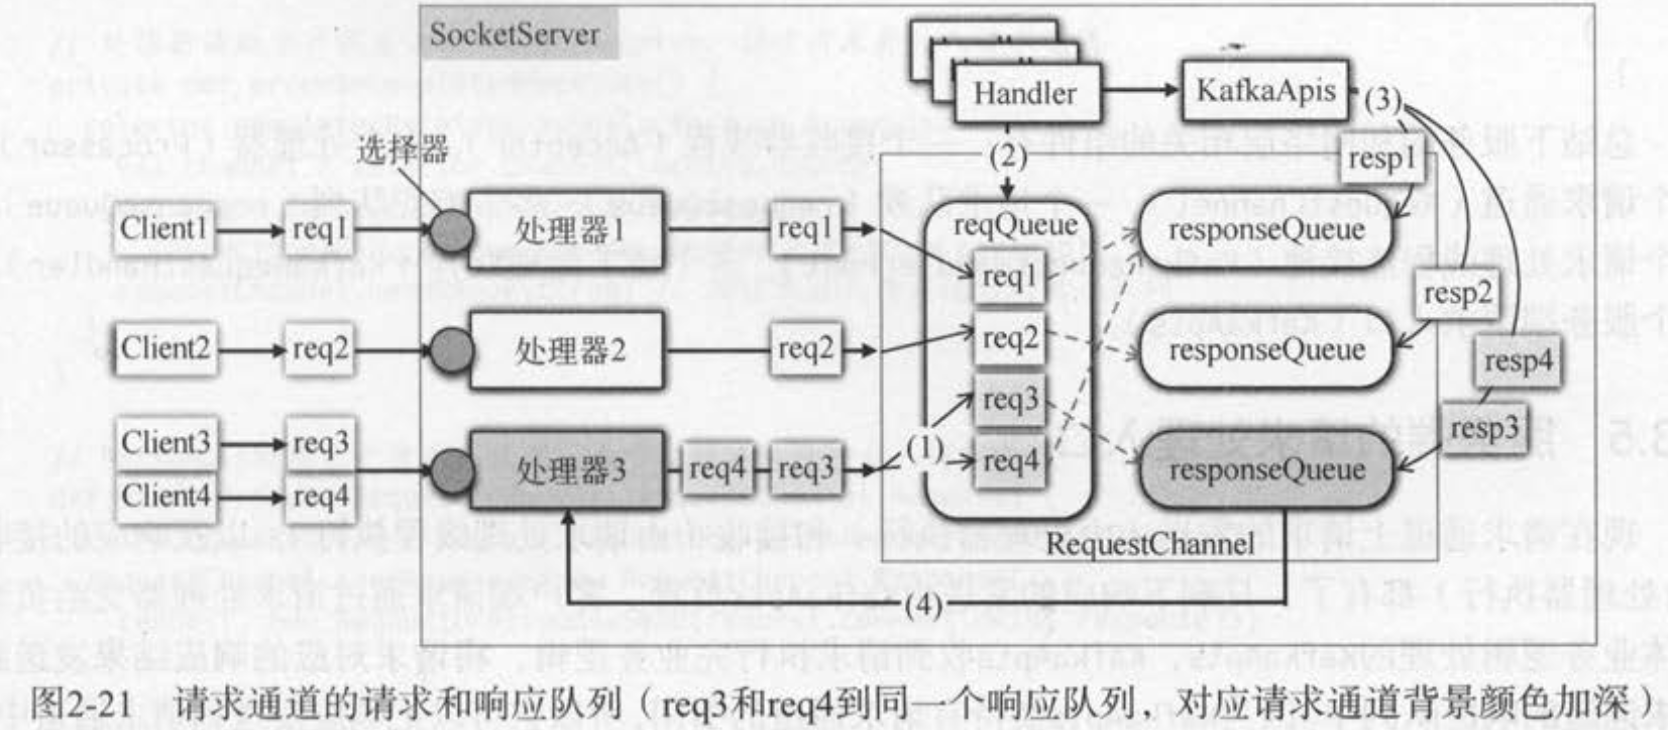 SocketServer
Handler
KafkaApis
(3)
选择器
(2)
resp1
Client1
req1
处理器1
req1
reqQueue
responseQueue
req1
resp2
Client2
req2
处理器2
req2
req2
responseQueue
resp4
req3
resp3
Client3
req3
(1)
处理器3
req4
req3
req4
responseQueue
Client4
req4
RequestChannel
(4)
图2-21 请求通道的请求和响应队列（req3和req4到同一个响应队列，对应请求通道背景颜色加深）